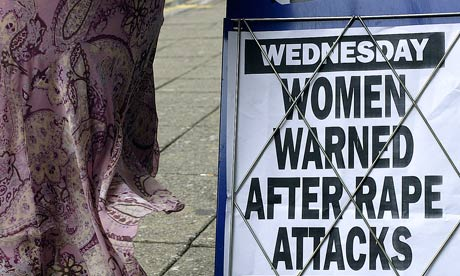 WEDNESDAY
WOMEN
WARNED
AFTER RAPE
ATTACKS